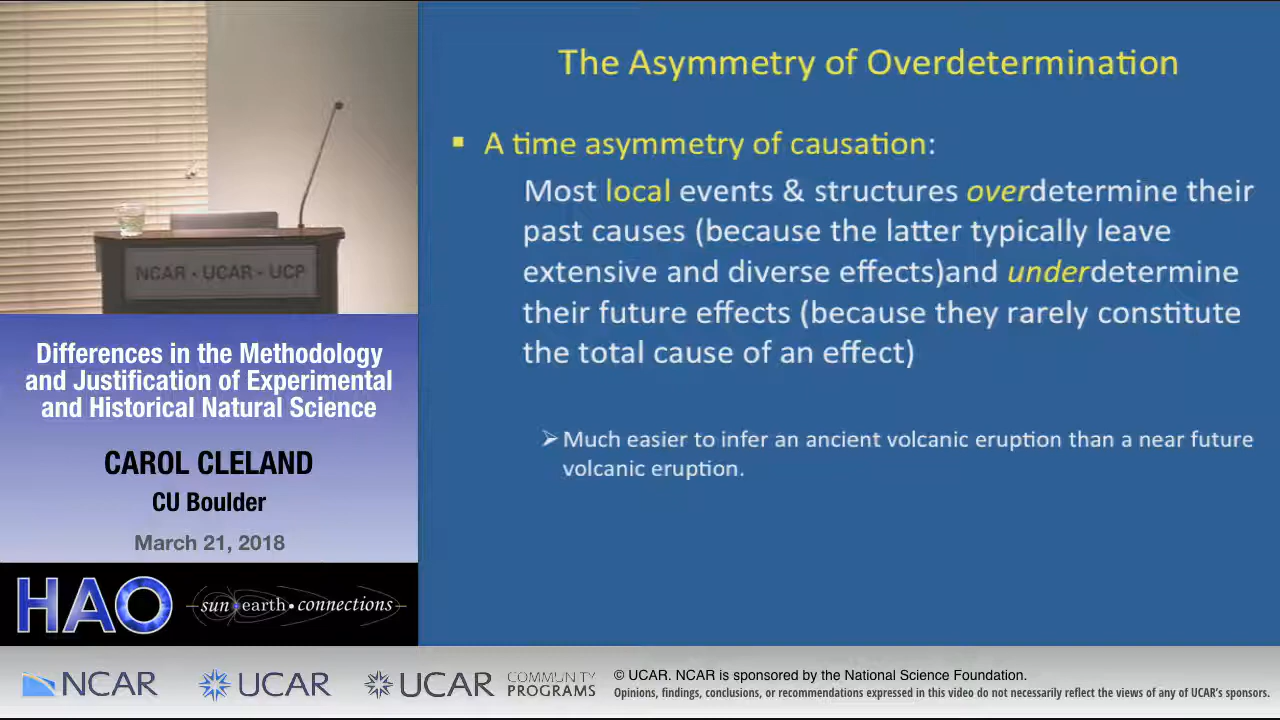 NCAR • UCAR • UCP
Differences in the Methodology
and Justification of Experimental
and Historical Natural Science
CAROL CLELAND
CU Boulder
March 21, 2018
HAO
sun • earth • connections
The Asymmetry of Overdetermination
▪ A time asymmetry of causation:
Most local events & structures overdetermine their
past causes (because the latter typically leave
extensive and diverse effects)and underdetermine
their future effects (because they rarely constitute
the total cause of an effect)
➢ Much easier to infer an ancient volcanic eruption than a near future
volcanic eruption.
NCAR
UCAR
UCAR
COMMUNITY
PROGRAMS
© UCAR. NCAR is sponsored by the National Science Foundation.
Opinions, findings, conclusions, or recommendations expressed in this video do not necessarily reflect the views of any of UCAR's sponsors.